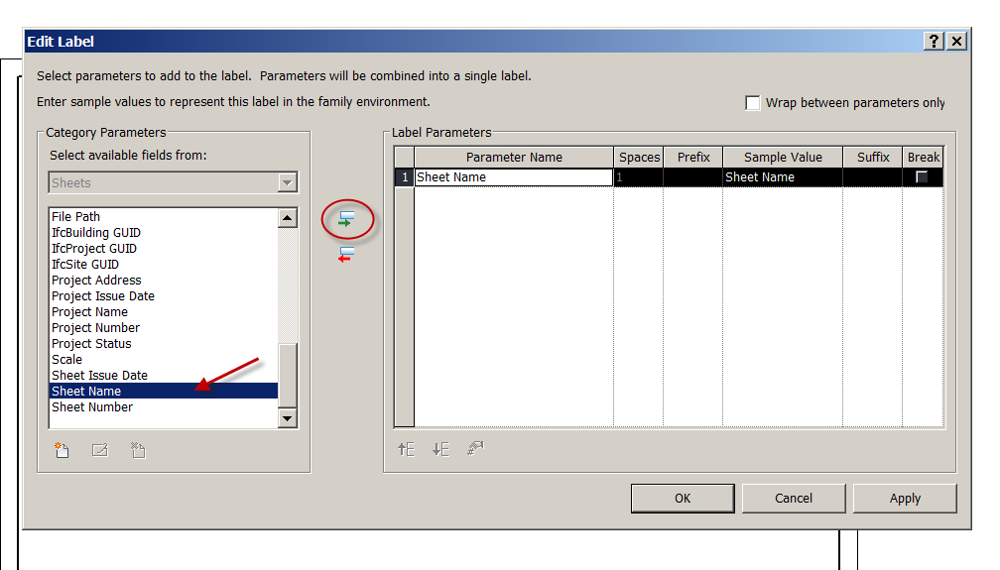 Edit Label
? x
Select parameters to add to the label. Parameters will be combined into a single label.
Enter sample values to represent this label in the family environment.
Wrap between parameters only
Category Parameters
Select available fields from:
Sheets
File Path
IfcBuilding GUID
IfcProject GUID
IfcSite GUID
Project Address
Project Issue Date
Project Name
Project Number
Project Status
Scale
Sheet Issue Date
Sheet Name
Sheet Number
Label Parameters
Parameter Name Spaces Prefix Sample Value Suffix Break
1 Sheet Name 1 Sheet Name
OK Cancel Apply